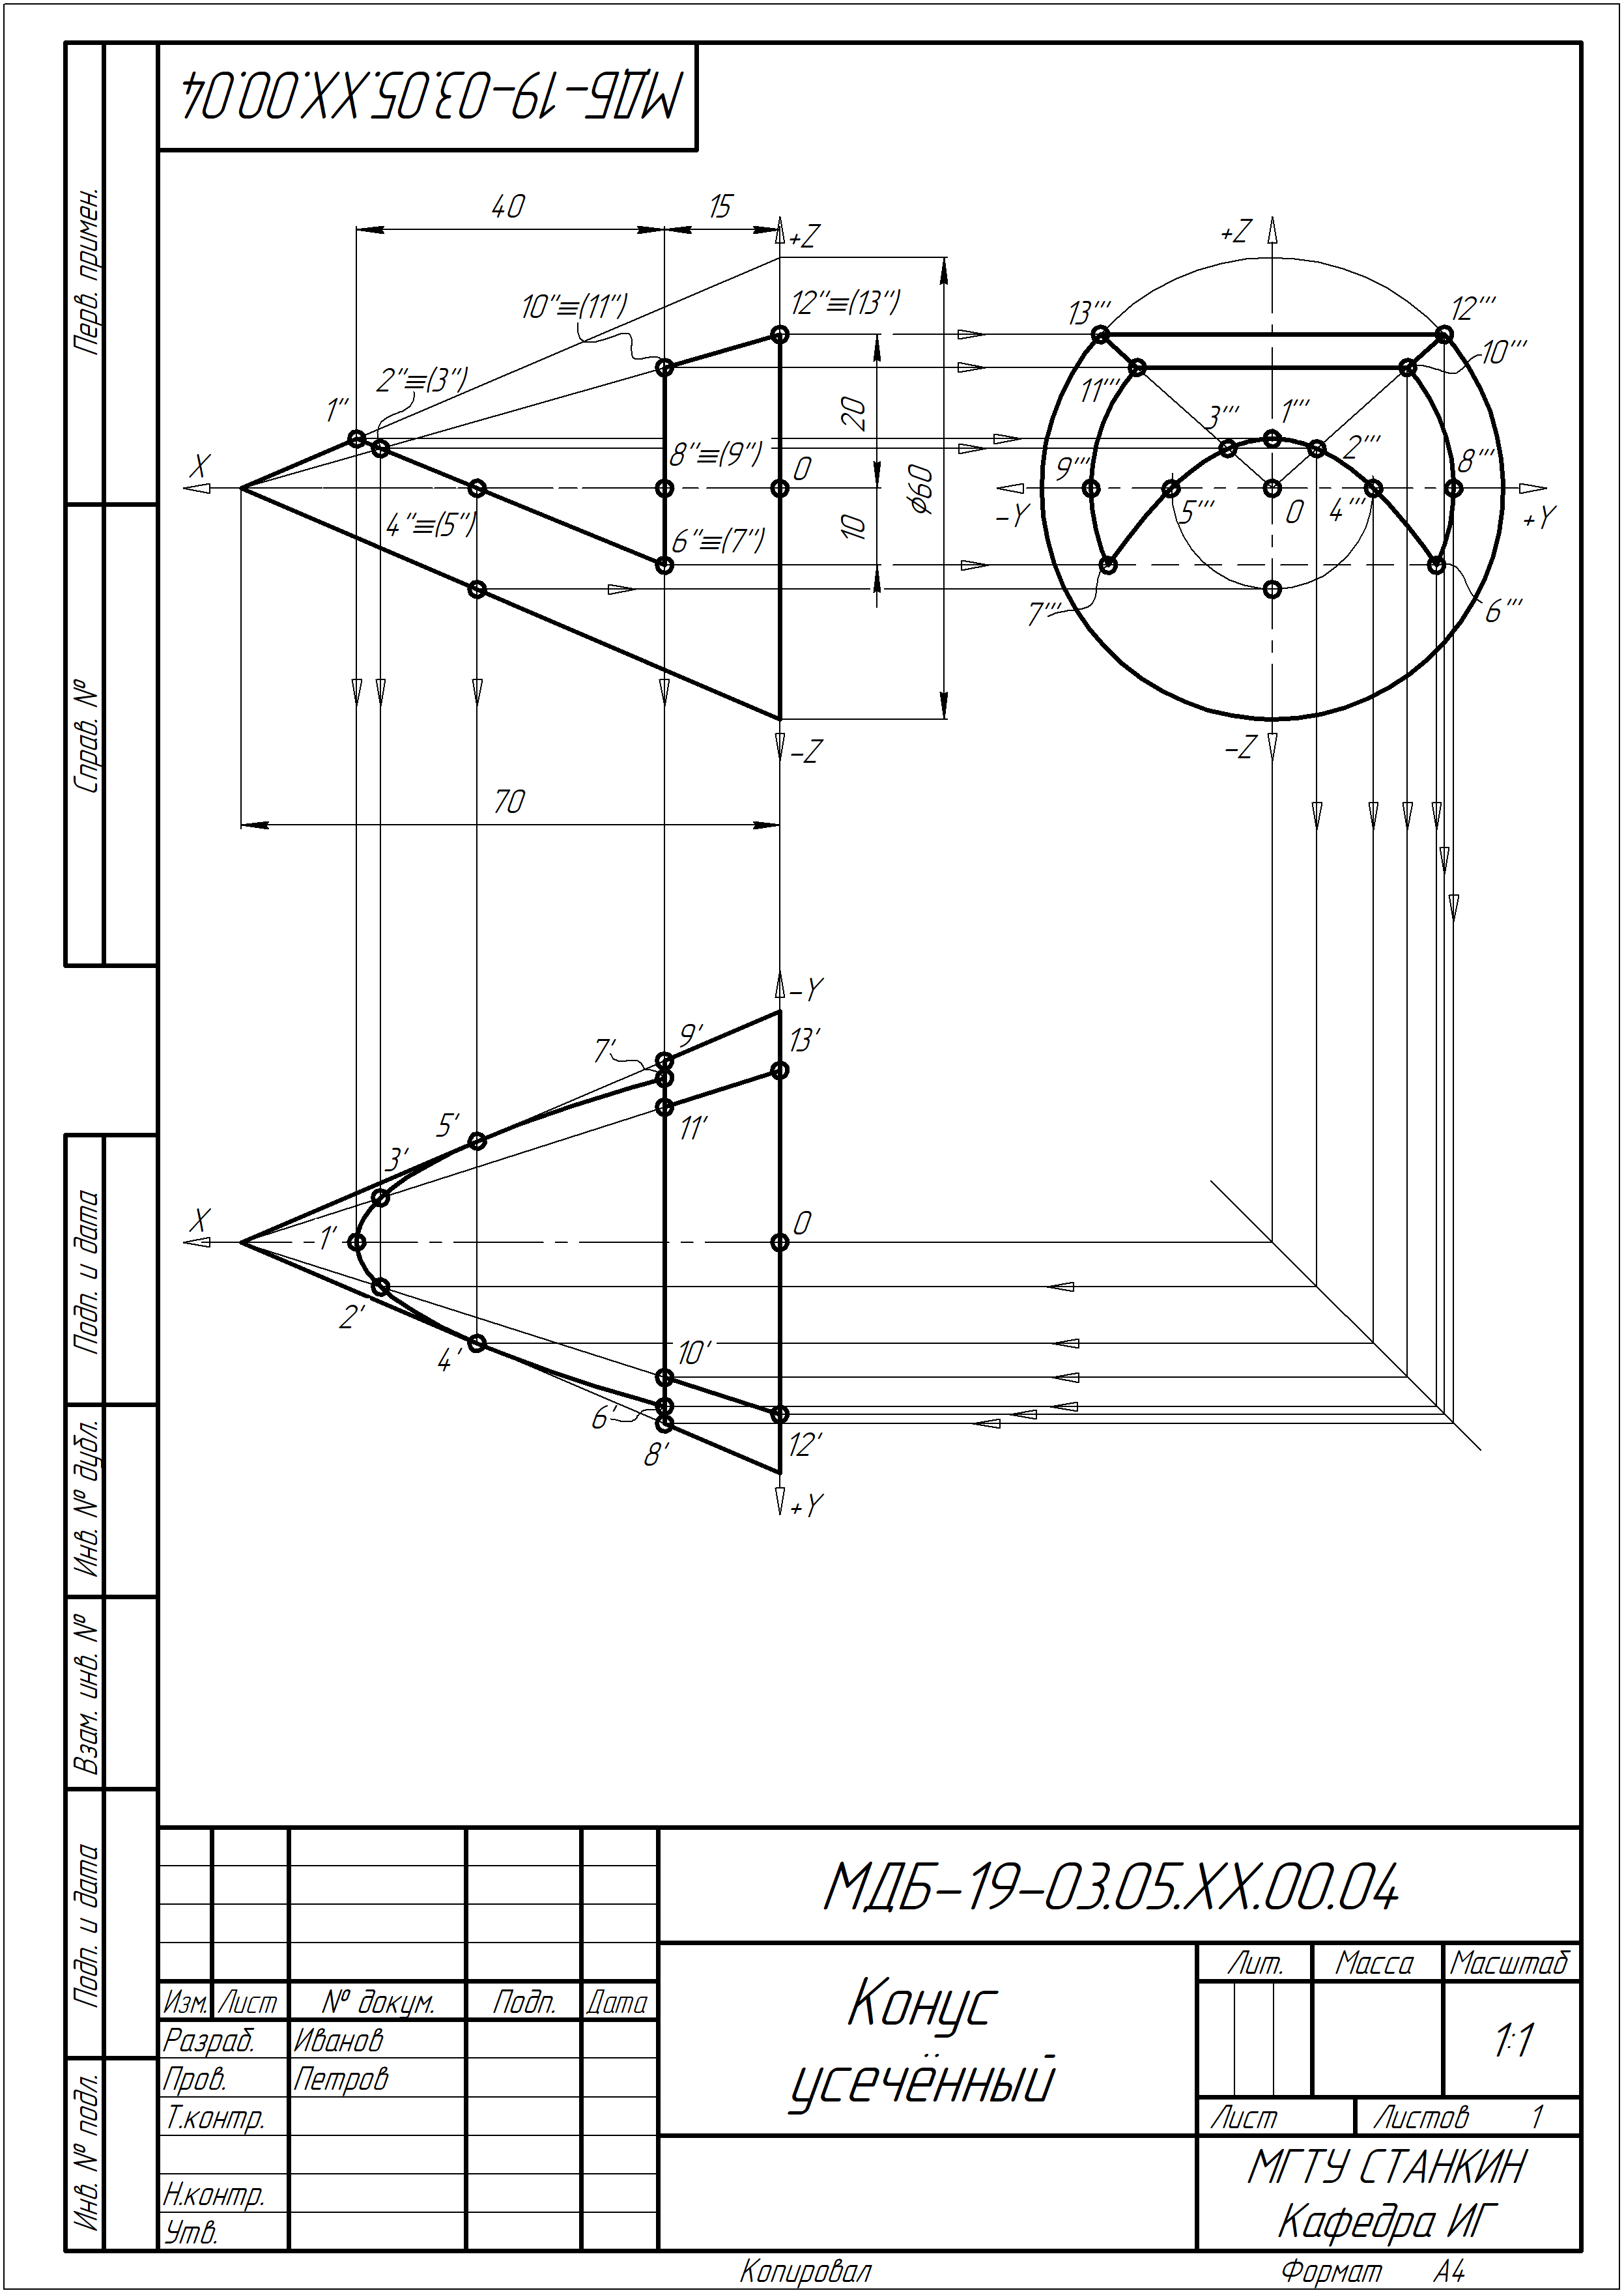 МДБ-19-03.05.XX.00.04
Перв. примен.
Справ. №
Подп. и дата
Инв. № дубл.
Взам. инв. №
Подп. и дата
Инв. № подл.
40
15
+Z
10"≡(11")
12"≡(13")
2"≡(3")
1"
20
8"≡(9")
X
0
⌀60
4"≡(5")
6"≡(7")
10
-Z
70
+Z
13'''
12'''
10'''
11'''
3'''
1'''
2'''
9'''
8'''
-Y
5'''
0
4'''
+Y
7'''
6'''
-Z
-Y
9'
7'
13'
11'
5'
3'
X
1'
0
2'
4'
10'
6'
8'
12'
+Y
МДБ-19-03.05.XX.00.04
Конус
усечённый
Лит. Масса Масштаб
1:1
Лист Листов 1
МГТУ СТАНКИН
Кафедра ИГ
Изм. Лист № докум. Подп. Дата
Разраб. Иванов
Пров. Петров
Т.контр.
Н.контр.
Утв.
Копировал Формат А4